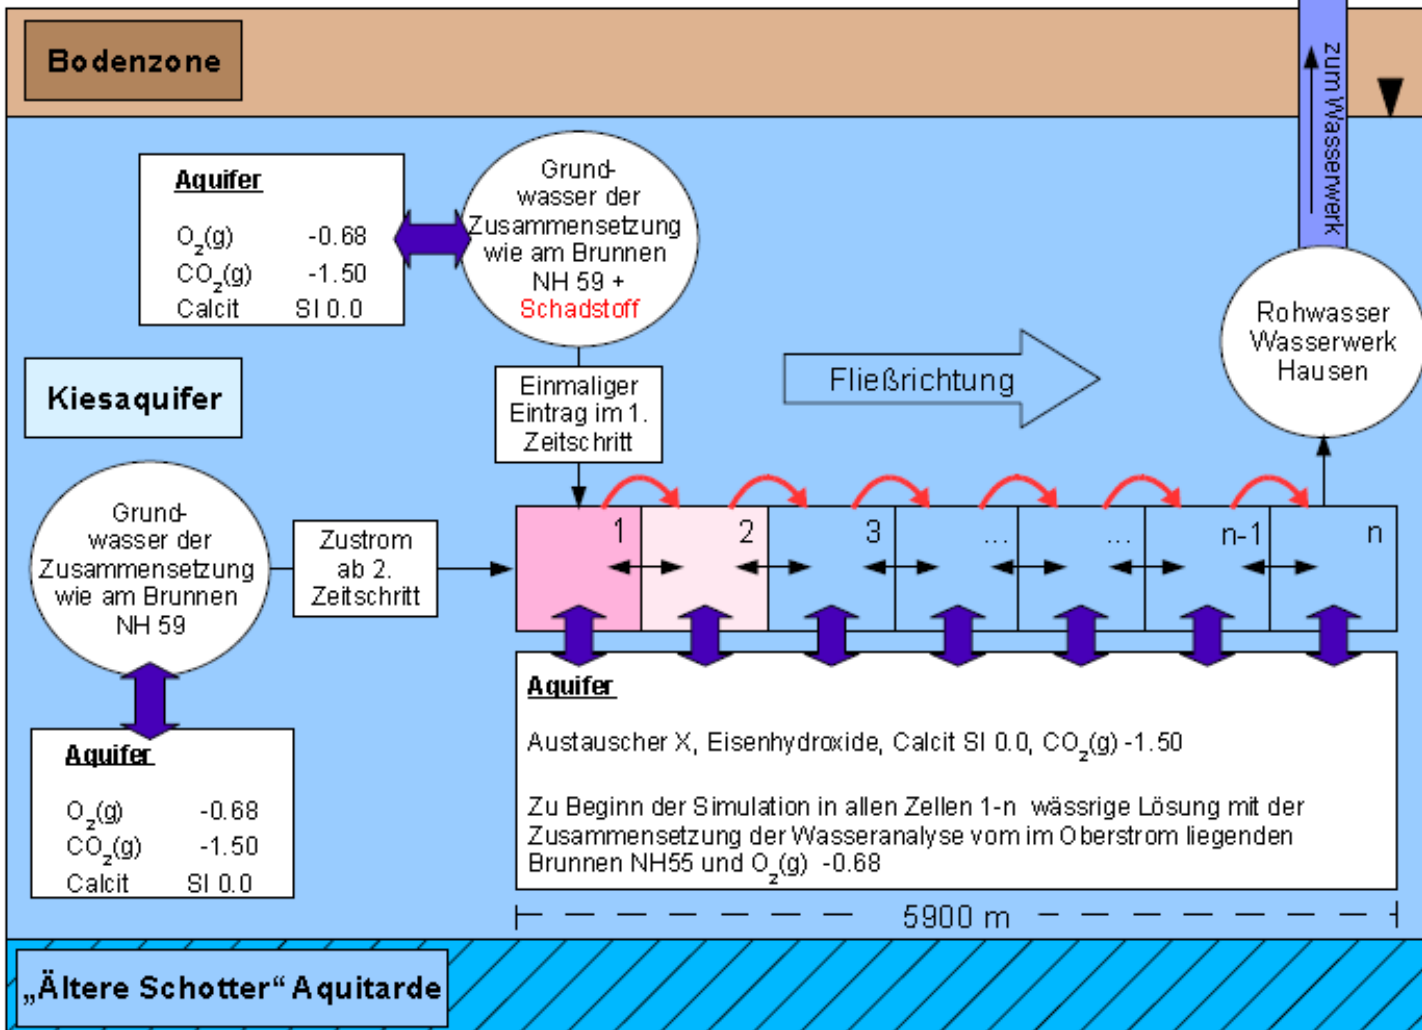 Bodenzone
zum Wasserwerk
Aquifer
O2(g) -0.68
CO2(g) -1.50
Calcit SI 0.0
Grund-
wasser der
Zusammensetzung
wie am Brunnen
NH 59 +
Schadstoff
Rohwasser
Wasserwerk
Hausen
Kiesaquifer
Einmaliger
Eintrag im 1.
Zeitschritt
Fließrichtung
Grund-
wasser der
Zusammensetzung
wie am Brunnen
NH 59
Zustrom
ab 2.
Zeitschritt
1 2 3 ... ... n-1 n
Aquifer
O2(g) -0.68
CO2(g) -1.50
Calcit SI 0.0
Aquifer
Austauscher X, Eisenhydroxide, Calcit SI 0.0, CO2(g) -1.50
Zu Beginn der Simulation in allen Zellen 1-n wässrige Lösung mit der
Zusammensetzung der Wasseranalyse vom im Oberstrom liegenden
Brunnen NH55 und O2(g) -0.68
5900 m
„Ältere Schotter“ Aquitarde